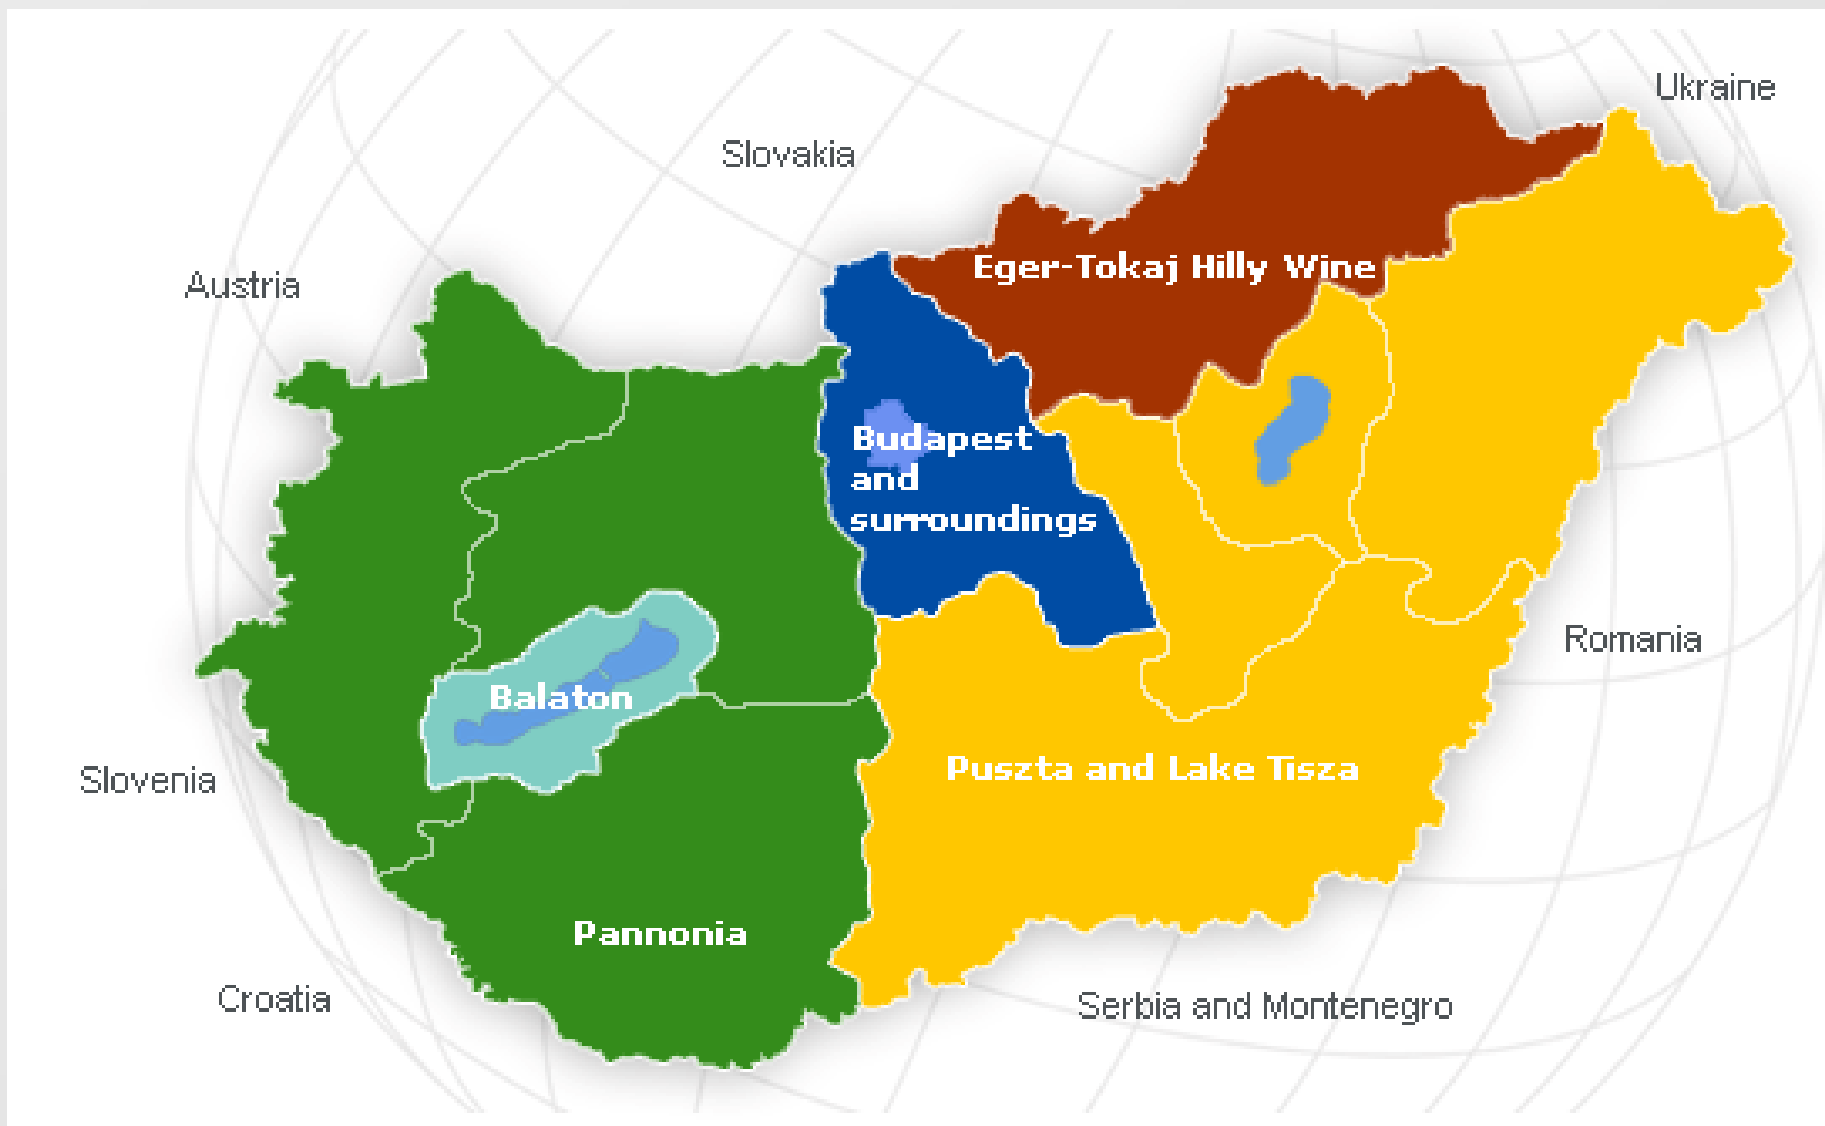 Ukraine
Slovakia
Eger-Tokaj Hilly Wine
Austria
Budapest
and
surroundings
Romania
Balaton
Puszta and Lake Tisza
Slovenia
Pannonia
Croatia
Serbia and Montenegro